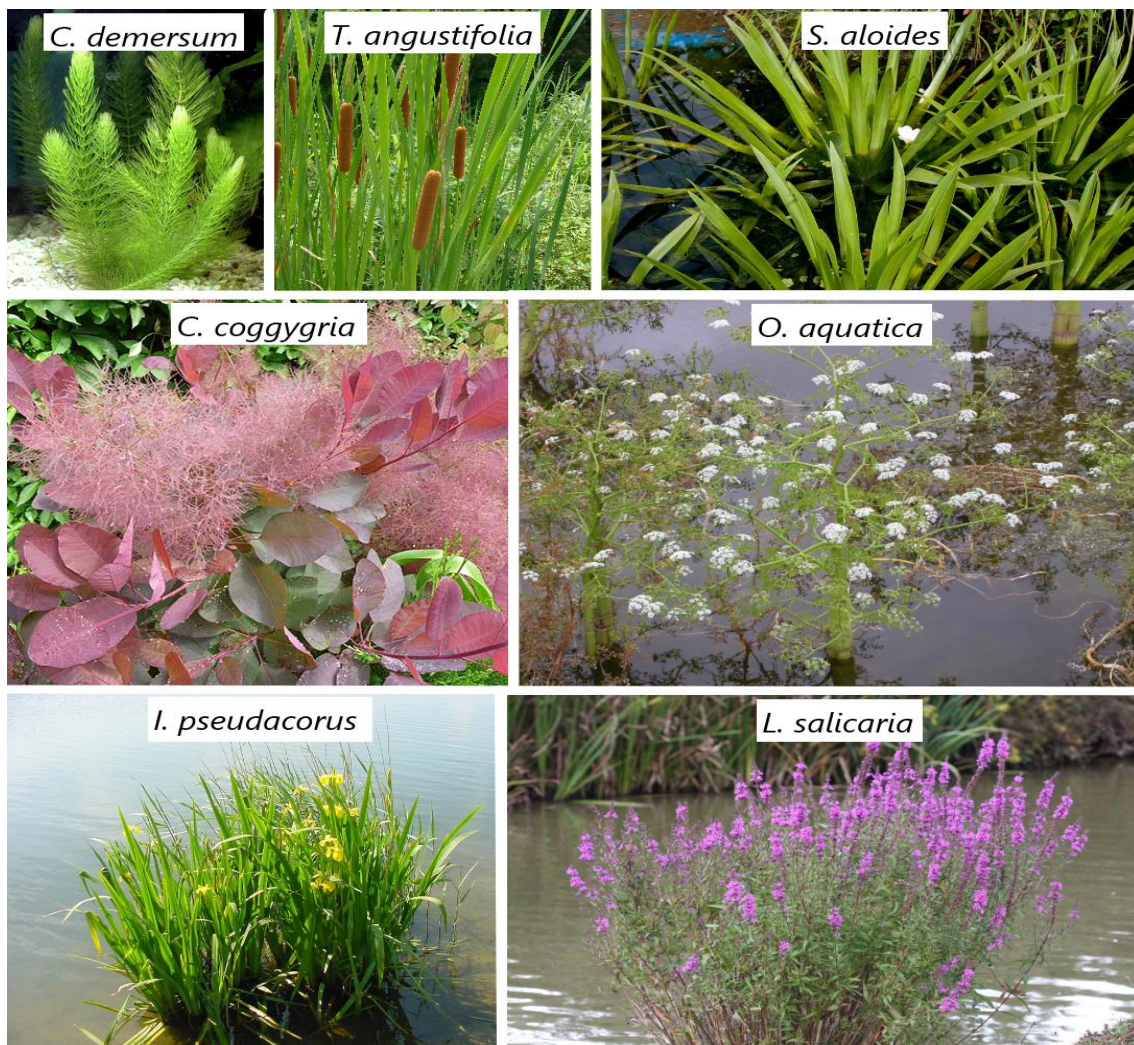 C. demersum
T. angustifolia
S. aloides
C. coggygria
O. aquatica
I. pseudacorus
L. salicaria